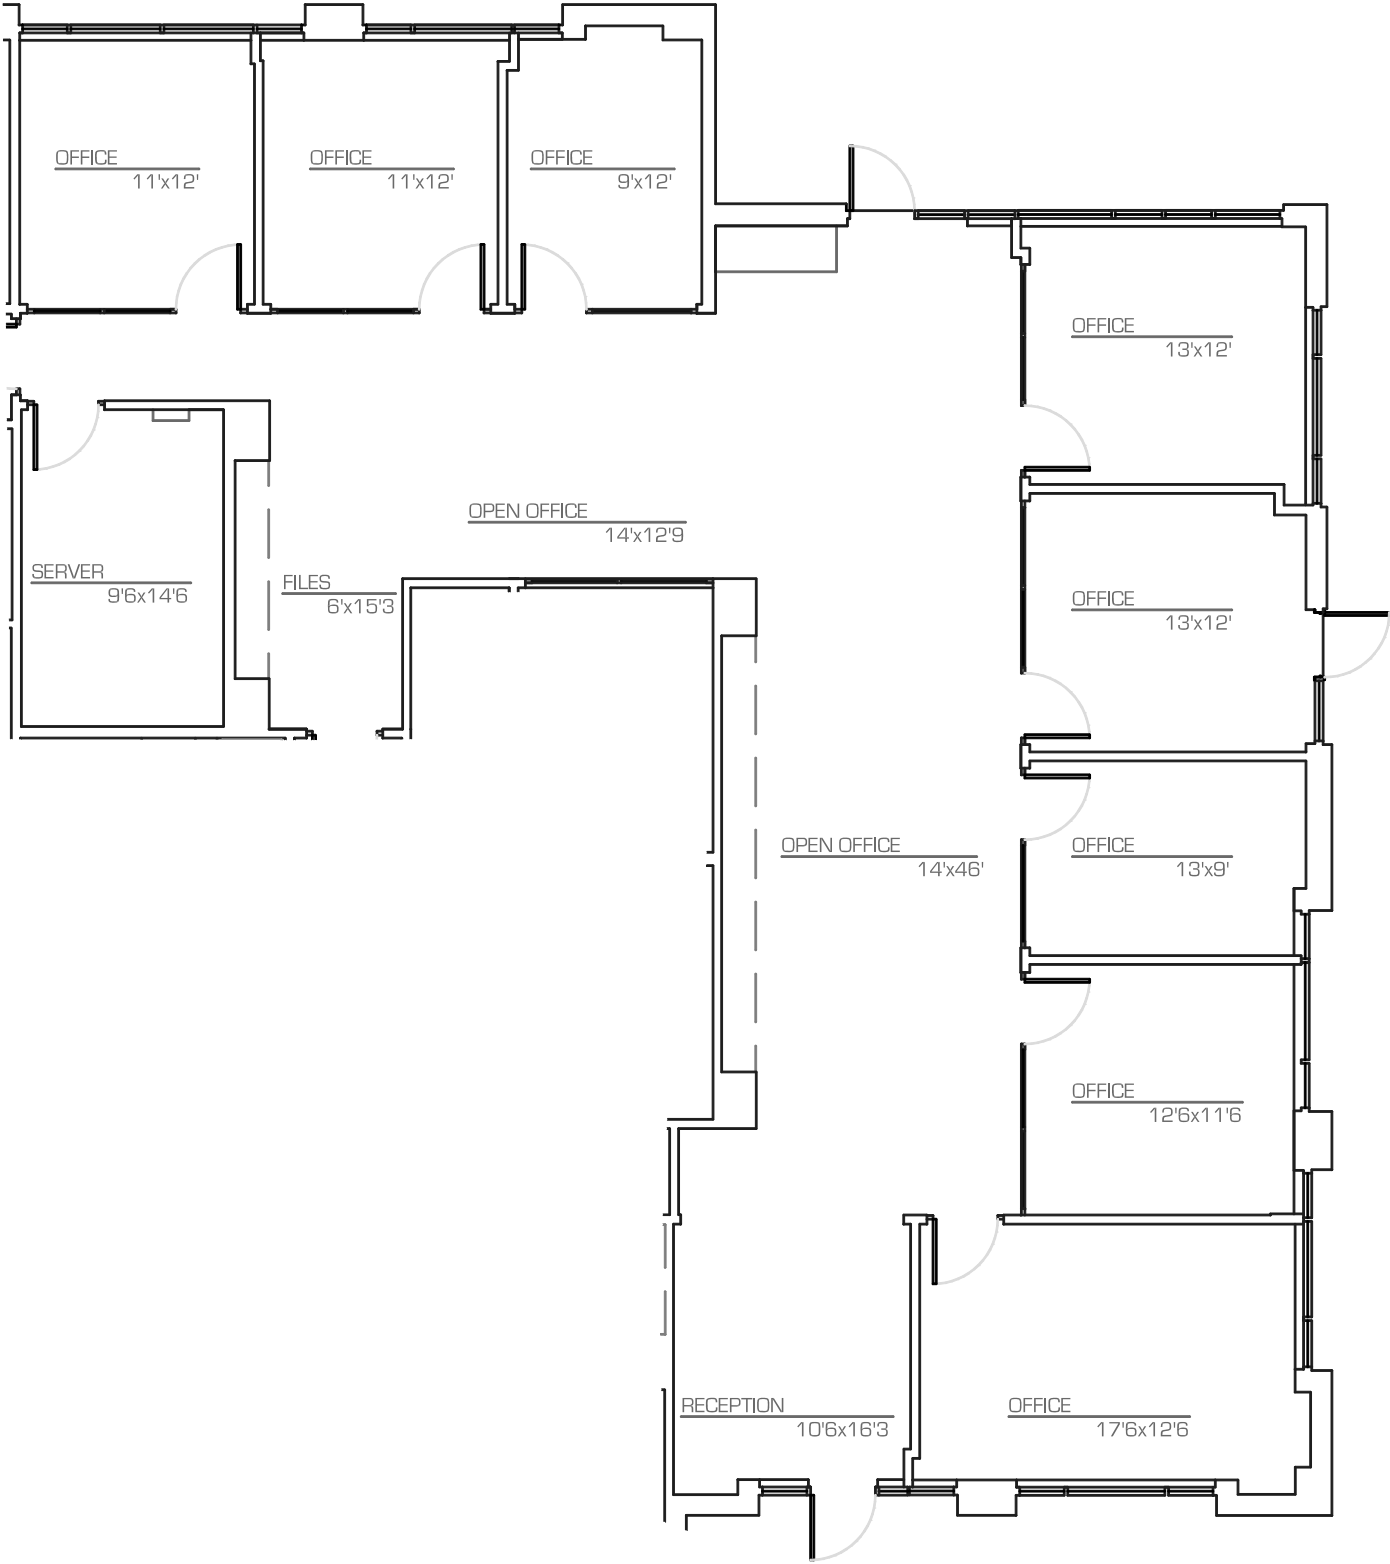 OFFICE
11'x12'
OFFICE
11'x12'
OFFICE
9'x12'
OFFICE
13'x12'
OPEN OFFICE
14'x12'9
SERVER
9'6x14'6
FILES
6'x15'3
OFFICE
13'x12'
OPEN OFFICE
14'x46'
OFFICE
13'x9'
OFFICE
12'6x11'6
RECEPTION
10'6x16'3
OFFICE
17'6x12'6